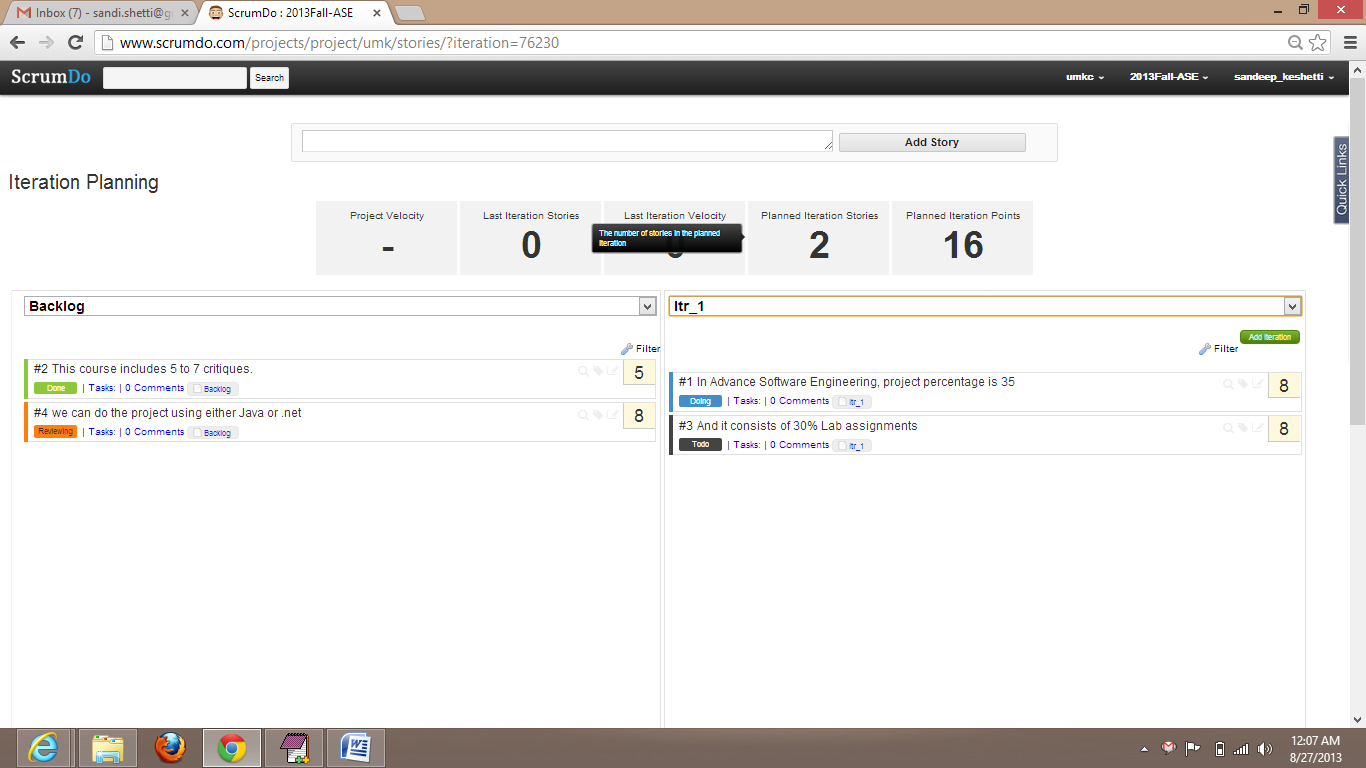 Inbox (7) - sandi.shetti@g
ScrumDo : 2013Fall-ASE
www.scrumdo.com/projects/project/umk/stories/?iteration=76230
ScrumDo
Search
umkc
2013Fall-ASE
sandeep_keshetti
Add Story
Quick Links
Iteration Planning
Project Velocity
-
Last Iteration Stories
0
Last Iteration Velocity
The number of stories in the planned
iteration
Planned Iteration Stories
2
Planned Iteration Points
16
Backlog
Filter
#2 This course includes 5 to 7 critiques.
5
Done | Tasks: | 0 Comments Backlog
#4 we can do the project using either Java or .net
8
Reviewing | Tasks: | 0 Comments Backlog
Itr_1
Add Iteration
Filter
#1 In Advance Software Engineering, project percentage is 35
8
Doing | Tasks: | 0 Comments Itr_1
#3 And it consists of 30% Lab assignments
8
Todo | Tasks: | 0 Comments Itr_1
12:07 AM
8/27/2013